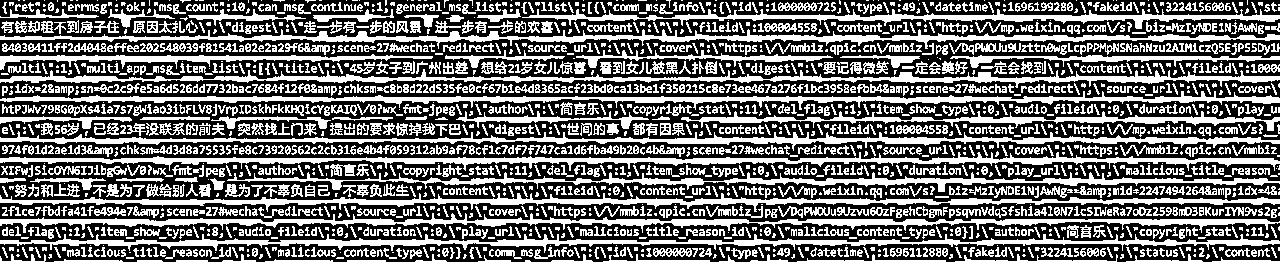 {"ret":0,"errmsg":"ok","msg_count":10,"can_msg_continue":1,"general_msg_list":"{\"list\":[{\"comm_msg_info\":{\"id\":1000000725,\"type\":49,\"datetime\":1696199280,\"fakeid\":\"3224156006\",\"st
有钱却租不到房子住，原因太扎心\",\"digest\":\"走一步有一步的风景，进一步有一步的欢喜\",\"content\":\"\",\"fileid\":100004558,\"content_url\":\"http:\/\/mp.weixin.qq.com\/s?__biz=MzIyNDE1NjAwNg==
84030411ff2d4048effee202548039f81541a02e2a29f6&amp;scene=27#wechat_redirect\",\"source_url\":\"\",\"cover\":\"https:\/\/mmbiz.qpic.cn\/mmbiz_jpg\/
_multi\":1,\"multi_app_msg_item_list\":[{\"title\":\"45岁女子到广州出差，想给21岁女儿惊喜，看到女儿被黑人扑倒\",\"digest\":\"要记得微笑，一定会美好，一定会找到\",\"content\":\"\",\"fileid\":10000
p;idx=2&amp;sn=0c2c9fe5a6d526dd7732bac7684f12f0&amp;chksm=c8b8d22d535fe0cf67b1e4d8365acf23bd0ca13be1f350215c8e73ee467a276f1bc3958efbb4&amp;scene=27#wechat_redirect\",\"source_url\":\"\",\"cover\"
wx_fmt=jpeg\",\"author\":\"简言乐\",\"copyright_stat\":11,\"del_flag\":1,\"item_show_type\":0,\"audio_fileid\":0,\"duration\":0,\"play_u
e\":\"我56岁，已经23年没联系的前夫，突然找上门来，提出的要求惊掉我下巴\",\"digest\":\"世间的事，都有因果\",\"content\":\"\",\"fileid\":100004558,\"content_url\":\"http:\/\/mp.weixin.qq.com\/s?__
974f01d2ae1d3&amp;chksm=4d3d8a75535fe8c73920562c2cb316e4b4f059312ab9af78cf1c7df7f747ca1d6fba49b20c4b&amp;scene=27#wechat_redirect\",\"source_url\":\"\",\"cover\":\"https:\/\/mmbiz.qpic.cn\/mmbiz_
wx_fmt=jpeg\",\"author\":\"简言乐\",\"copyright_stat\":11,\"del_flag\":1,\"item_show_type\":0,\"audio_fileid\":0,\"duration\":0,\"play_url\":\"\",\"malicious_title_reason_i
\"努力和上进，不是为了做给别人看，是为了不辜负自己，不辜负此生\",\"content\":\"\",\"fileid\":0,\"content_url\":\"http:\/\/mp.weixin.qq.com\/s?__biz=MzIyNDE1NjAwNg==&amp;mid=2247494264&amp;idx=4&
2f1ce7fbdfa41fe494e7&amp;scene=27#wechat_redirect\",\"source_url\":\"\",\"cover\":\"https:\/\/mmbiz.qpic.cn\/mmbiz_jpg\/
del_flag\":1,\"item_show_type\":8,\"audio_fileid\":0,\"duration\":0,\"play_url\":\"\",\"malicious_title_reason_id\":0,\"malicious_content_type\":0}],\"author\":\"简言乐\",\"copyright_stat\":11,\
\":\"\",\"malicious_title_reason_id\":0,\"malicious_content_type\":0}},{\"comm_msg_info\":{\"id\":1000000724,\"type\":49,\"datetime\":1696112880,\"fakeid\":\"3224156006\",\"status\":2,\"content\